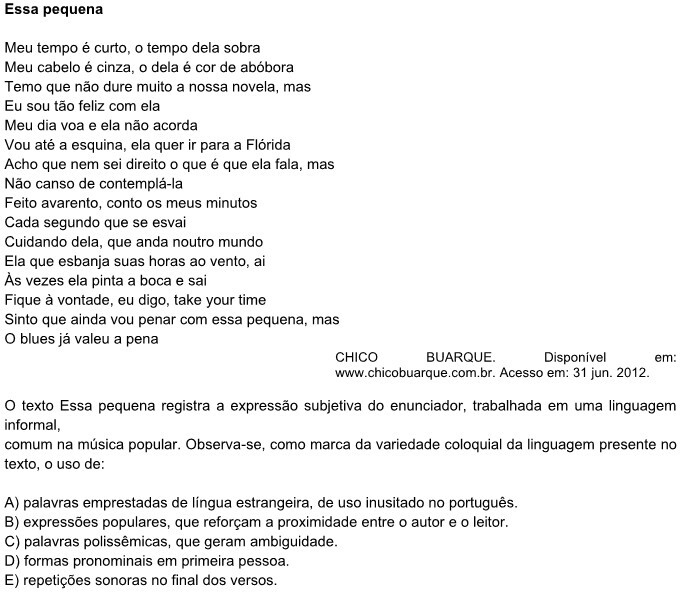 Essa pequena
Meu tempo é curto, o tempo dela sobra
Meu cabelo é cinza, o dela é cor de abóbora
Temo que não dure muito a nossa novela, mas
Eu sou tão feliz com ela
Meu dia voa e ela não acorda
Vou até a esquina, ela quer ir para a Flórida
Acho que nem sei direito o que é que ela fala, mas
Não canso de contemplá-la
Feito avarento, conto os meus minutos
Cada segundo que se esvai
Cuidando dela, que anda noutro mundo
Ela que esbanja suas horas ao vento, ai
Às vezes ela pinta a boca e sai
Fique à vontade, eu digo, take your time
Sinto que ainda vou penar com essa pequena, mas
O blues já valeu a pena
CHICO BUARQUE. Disponível em:
www.chicobuarque.com.br. Acesso em: 31 jun. 2012.
O texto Essa pequena registra a expressão subjetiva do enunciador, trabalhada em uma linguagem
informal,
comum na música popular. Observa-se, como marca da variedade coloquial da linguagem presente no
texto, o uso de:
A) palavras emprestadas de língua estrangeira, de uso inusitado no português.
B) expressões populares, que reforçam a proximidade entre o autor e o leitor.
C) palavras polissêmicas, que geram ambiguidade.
D) formas pronominais em primeira pessoa.
E) repetições sonoras no final dos versos.